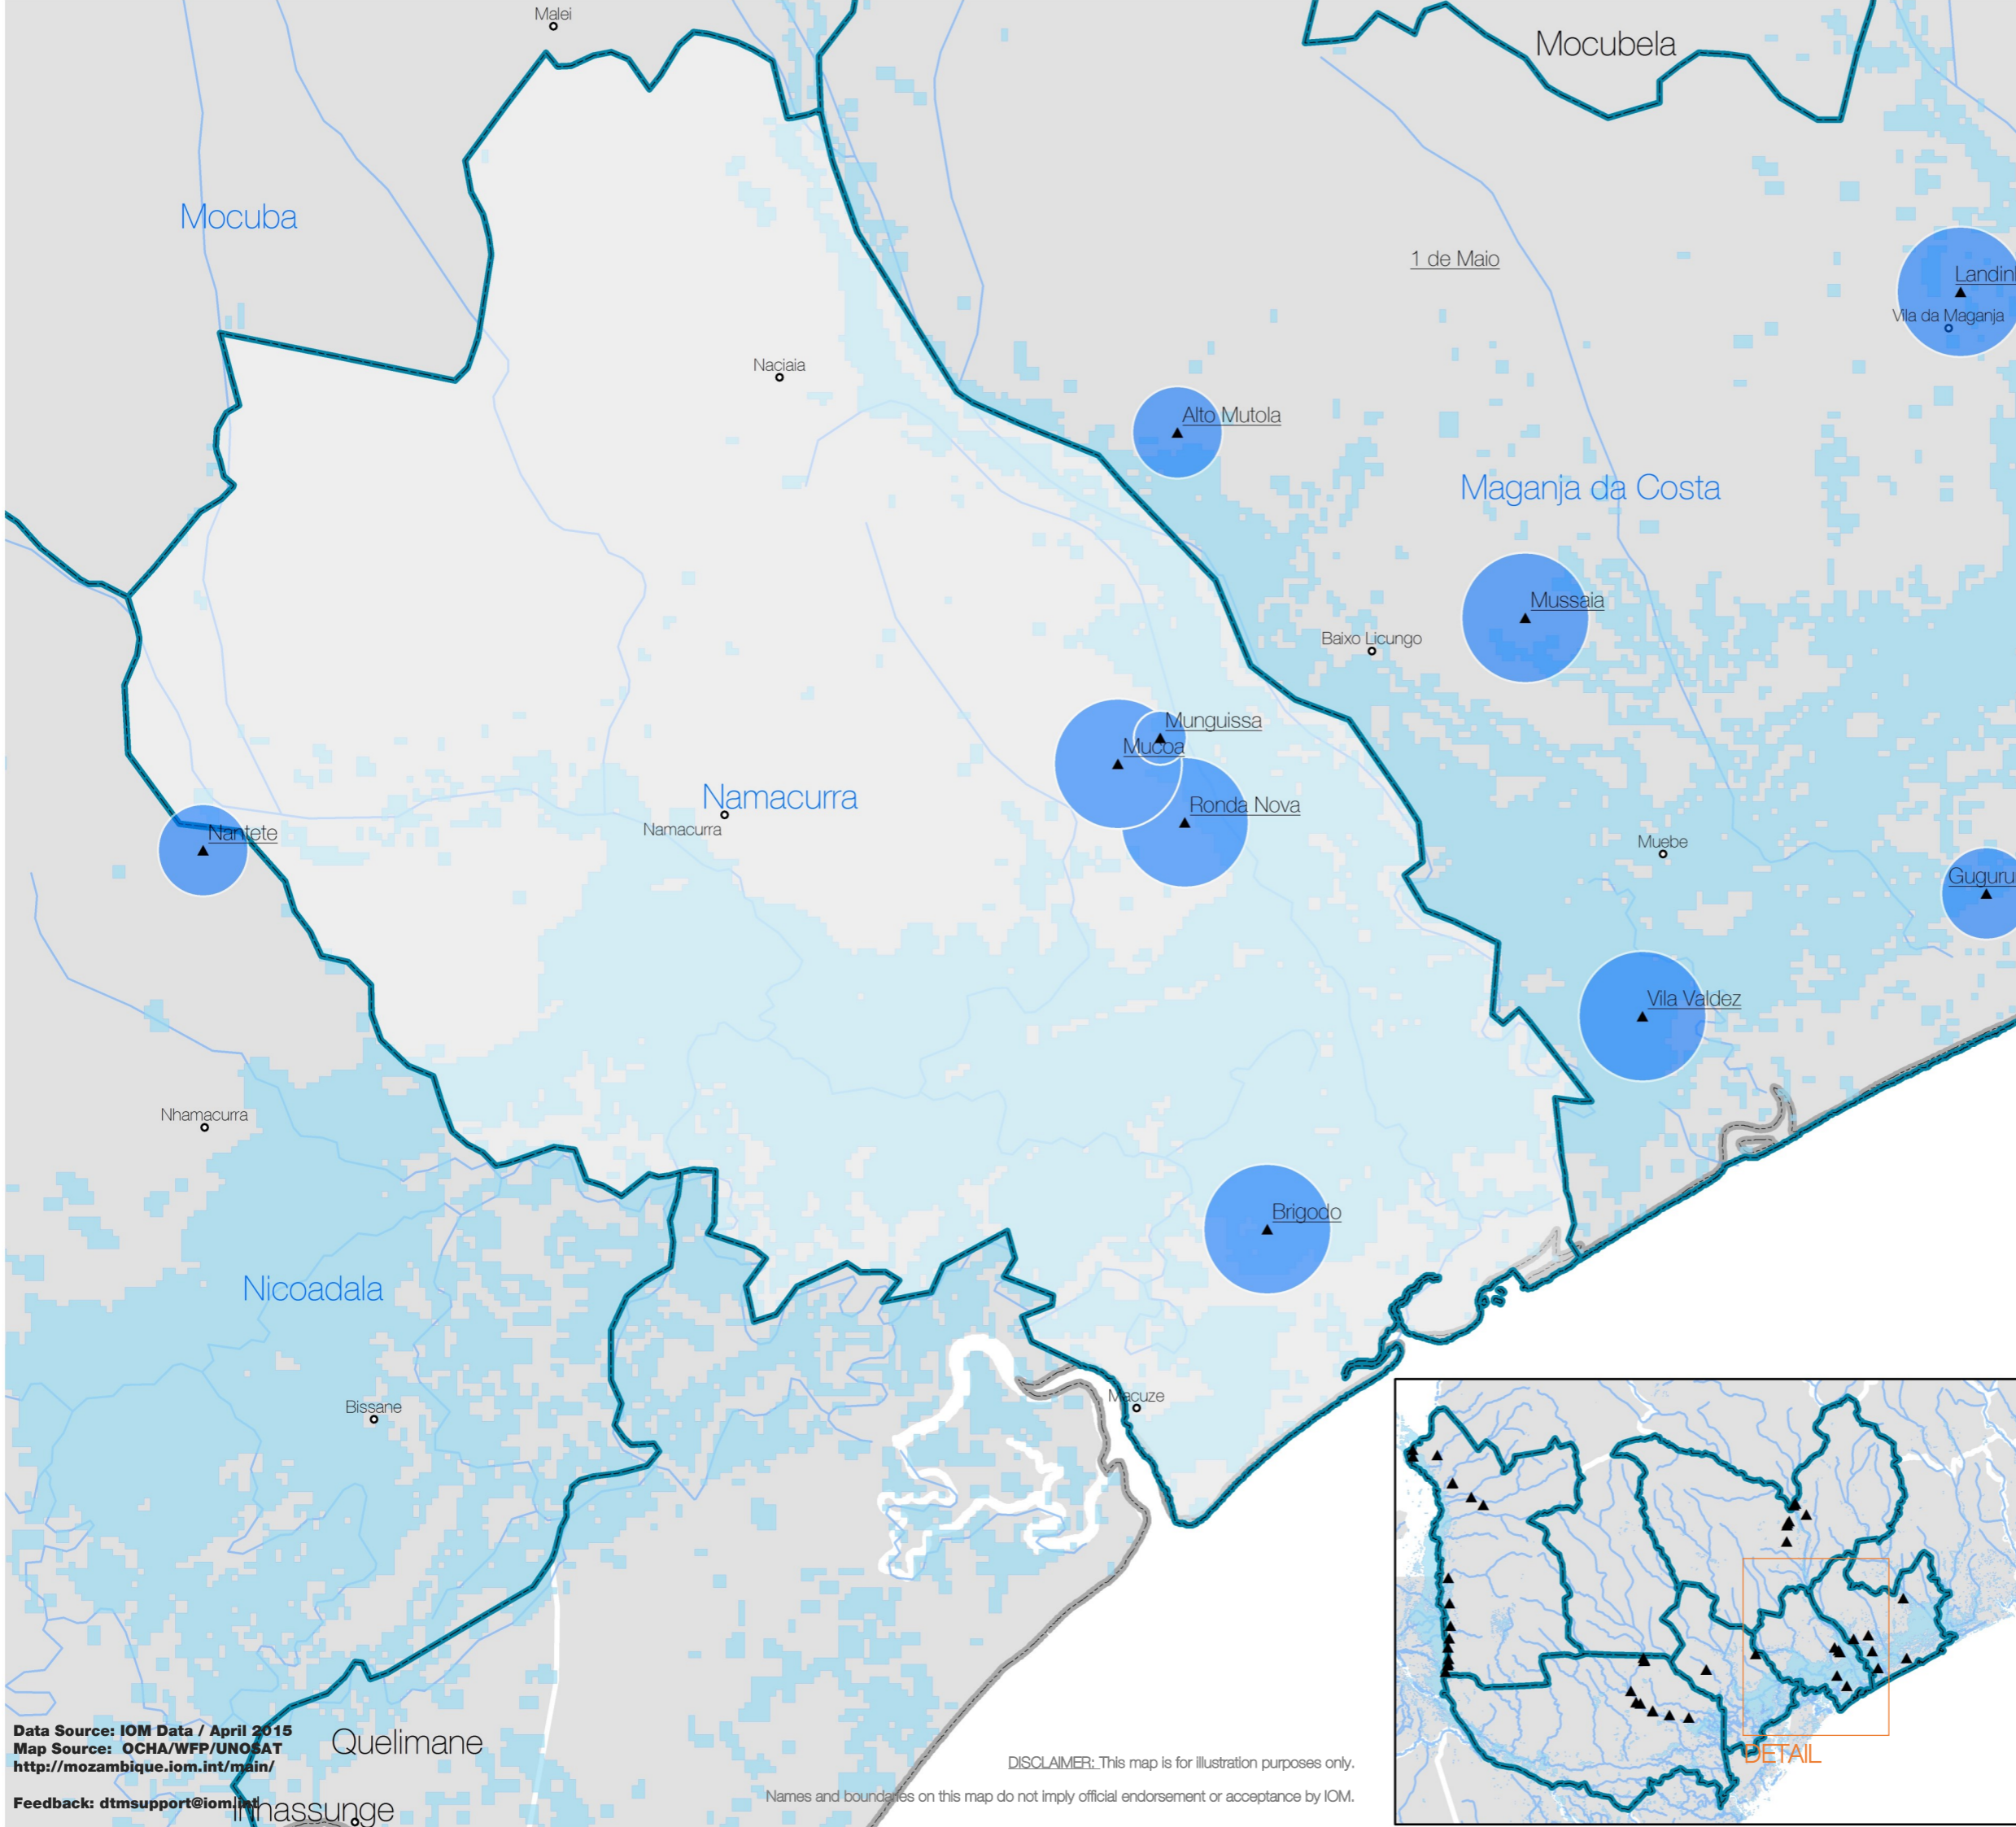 Malei
Mocubela
Mocuba
1 de Maio
Vila da Maganja
Naciaia
Alto Mutola
Maganja da Costa
Mussaia
Baixo Licungo
Munguissa
Mucoa
Namacurra
Ronda Nova
Namacurra
Nantete
Muebe
Vila Valdez
Nhamacurra
Brigodo
Nicoadala
Macuze
Bissane
Data Source: IOM Data / April 2015
Map Source: OCHA/WFP/UNOSAT
http://mozambique.iom.int/main/
Feedback: dtmsupport@iom.int
Quelimane
Inhassunge
DISCLAIMER: This map is for illustration purposes only.
Names and boundaries on this map do not imply official endorsement or acceptance by IOM.
DETAIL